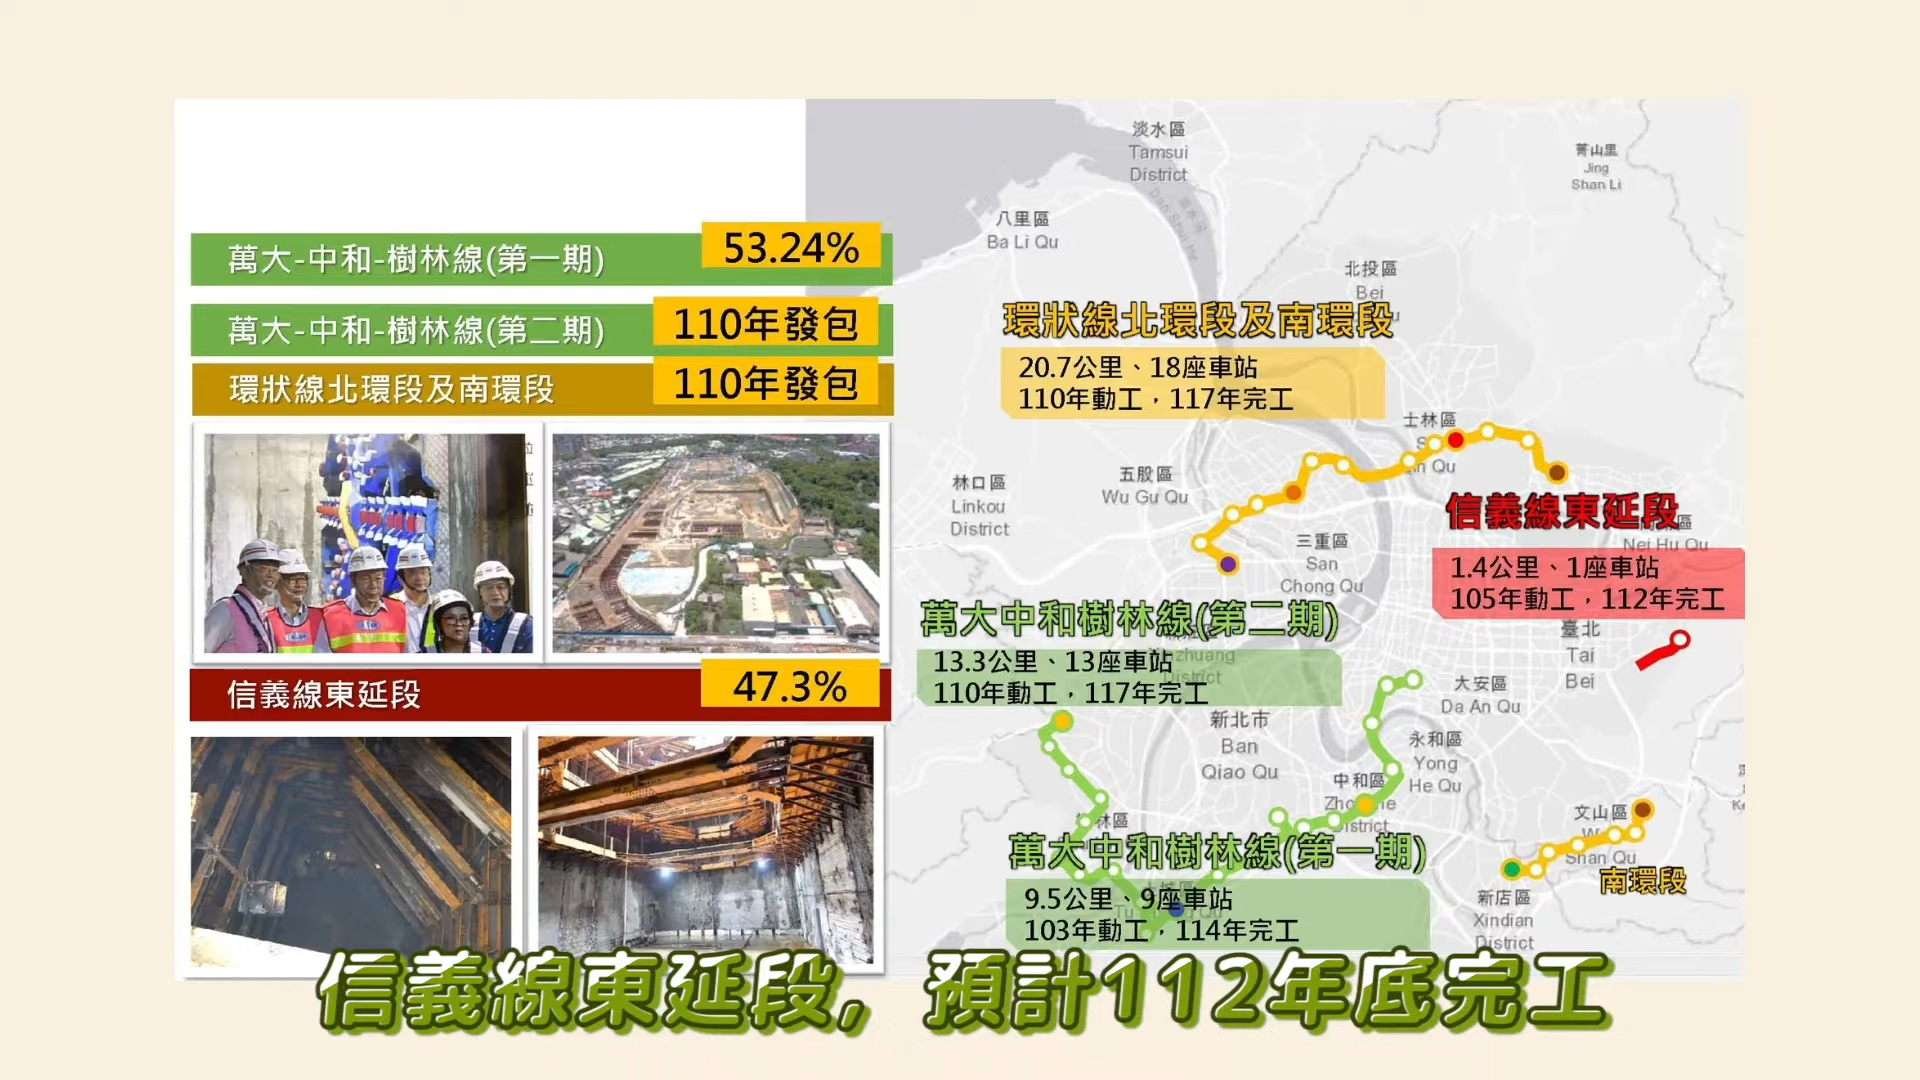 萬大-中和-樹林線(第一期)
53.24%
萬大-中和-樹林線(第二期)
110年發包
環狀線北環段及南環段
110年發包
信義線東延段
47.3%
淡水區
Tamsui
District
菁山里
Jing
Shan Li
八里區
Ba Li Qu
北投區
Bei
環狀線北環段及南環段
20.7公里、18座車站
110年動工，117年完工
士林區
林口區
Linkou
District
五股區
Wu Gu Qu
信義線東延段
Nei Hu Qu
1.4公里、1座車站
105年動工，112年完工
三重區
San
Chong Qu
臺北
Tai
Bei
萬大中和樹林線(第二期)
13.3公里、13座車站
110年動工，117年完工
大安區
Da An Qu
新北市
Ban
Qiao Qu
永和區
Yong
He Qu
中和區
District
文山區
Shan Qu
南環段
萬大中和樹林線(第一期)
9.5公里、9座車站
103年動工，114年完工
新店區
Xindian
District
信義線東延段，預計112年底完工